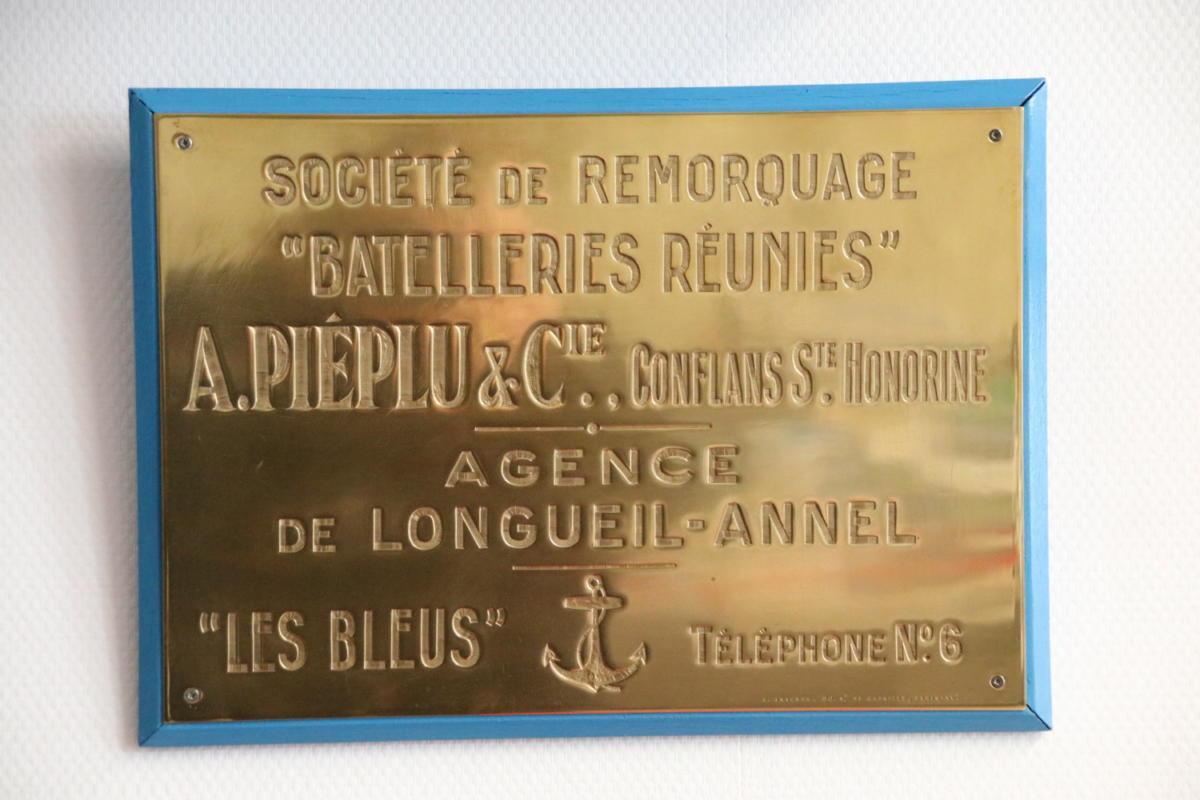 SOCIÉTÉ DE REMORQUAGE
"BATELLERIES RÉUNIES"
A. PIÉPLU & CIE., CONFLANS STE. HONORINE
AGENCE
DE LONGUEIL-ANNEL
"LES BLEUS"
TÉLÉPHONE No. 6